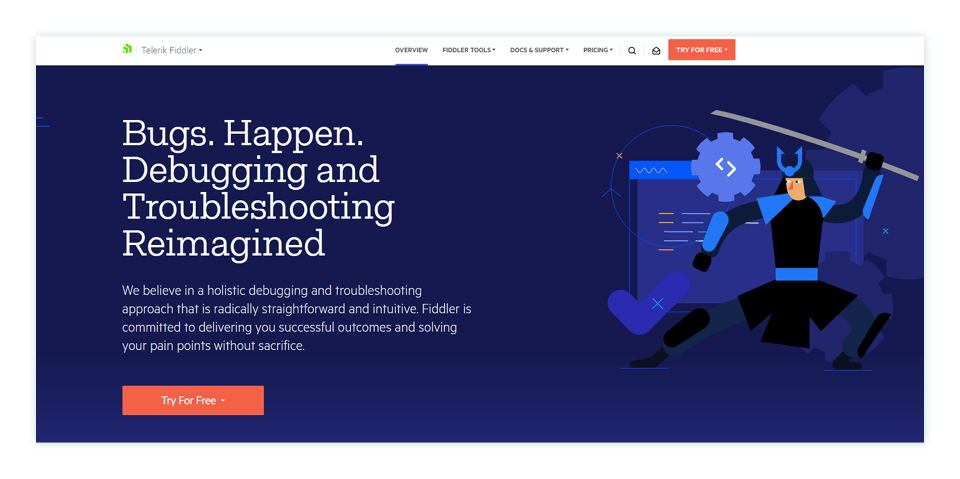 Telerik Fiddler
OVERVIEW
FIDDLER TOOLS
DOCS & SUPPORT
PRICING
TRY FOR FREE
Bugs. Happen.
Debugging and
Troubleshooting
Reimagined
We believe in a holistic debugging and troubleshooting
approach that is radically straightforward and intuitive. Fiddler is
committed to delivering you successful outcomes and solving
your pain points without sacrifice.
Try For Free